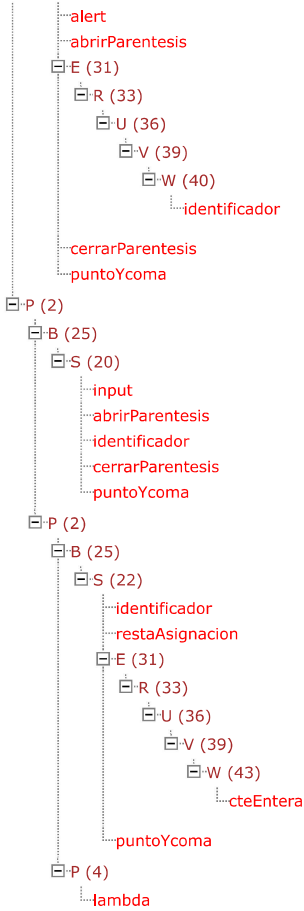 alert
abrirParentesis
E (31)
R (33)
U (36)
V (39)
W (40)
identificador
cerrarParentesis
puntoYcoma
P (2)
B (25)
S (20)
input
abrirParentesis
identificador
cerrarParentesis
puntoYcoma
P (2)
B (25)
S (22)
identificador
restaAsignacion
E (31)
R (33)
U (36)
V (39)
W (43)
cteEntera
puntoYcoma
P (4)
lambda